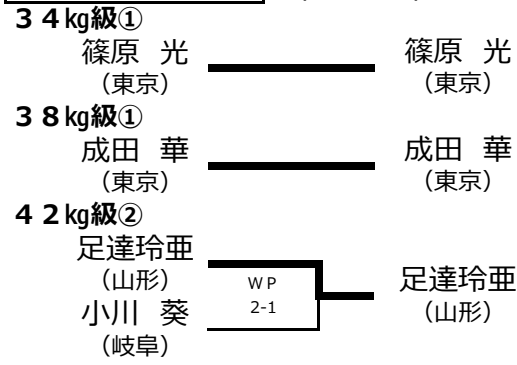 ３４㎏級①
篠原 光 篠原 光
（東京） （東京）
３８㎏級①
成田 華 成田 華
（東京） （東京）
４２㎏級②
足達玲亜
（山形）
ＷＰ
2-1
足達玲亜
（山形）
小川 葵
（岐阜）